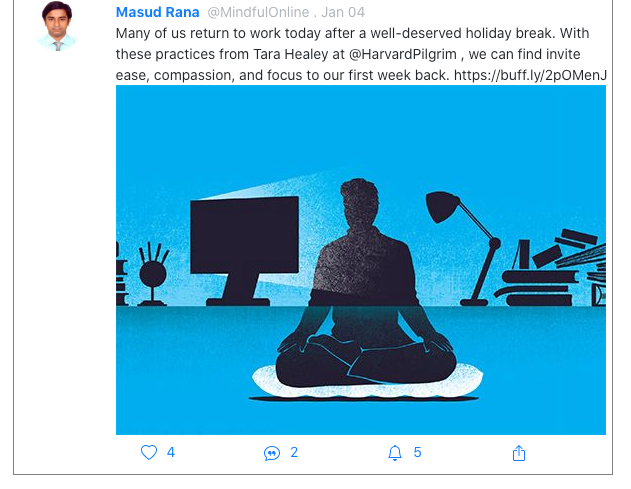 Masud Rana @MindfulOnline . Jan 04
Many of us return to work today after a well-deserved holiday break. With
these practices from Tara Healey at @HarvardPilgrim , we can find invite
ease, compassion, and focus to our first week back. https://buff.ly/2pOMenJ
4 2 5